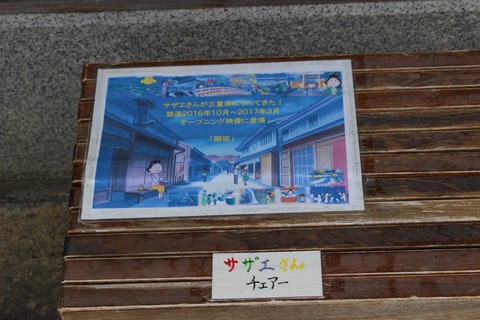 サザエさんが三重県にやってきた!
放送2016年10月~2017年3月
オープニング映像に登場
「関宿」
サザエさん
チェアー